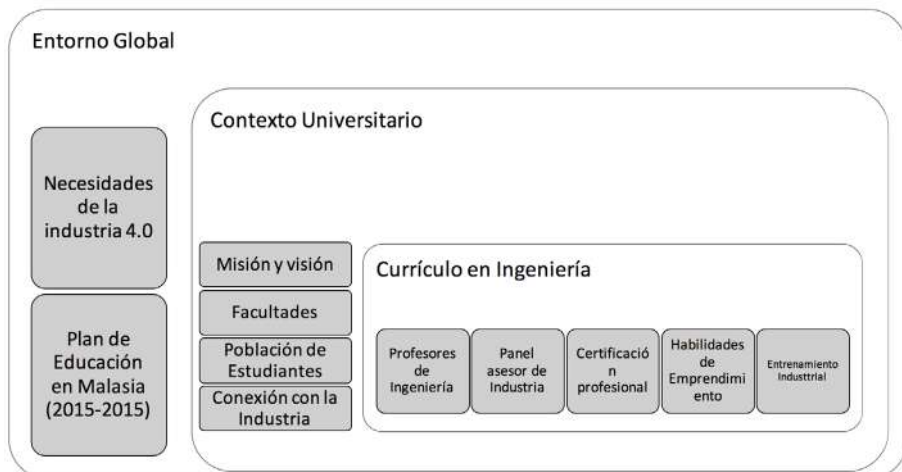 Entorno Global
Contexto Universitario
Necesidades
de la
industria 4.0
Plan de
Educación
en Malasia
(2015-2015)
Misión y visión
Facultades
Población de
Estudiantes
Conexión con la
Industria
Currículo en Ingeniería
Profesores
de
Ingeniería
Panel
asesor de
Industria
Certificació
n
profesional
Habilidades
de
Emprendimi
ento
Entrenamiento
Industtrial